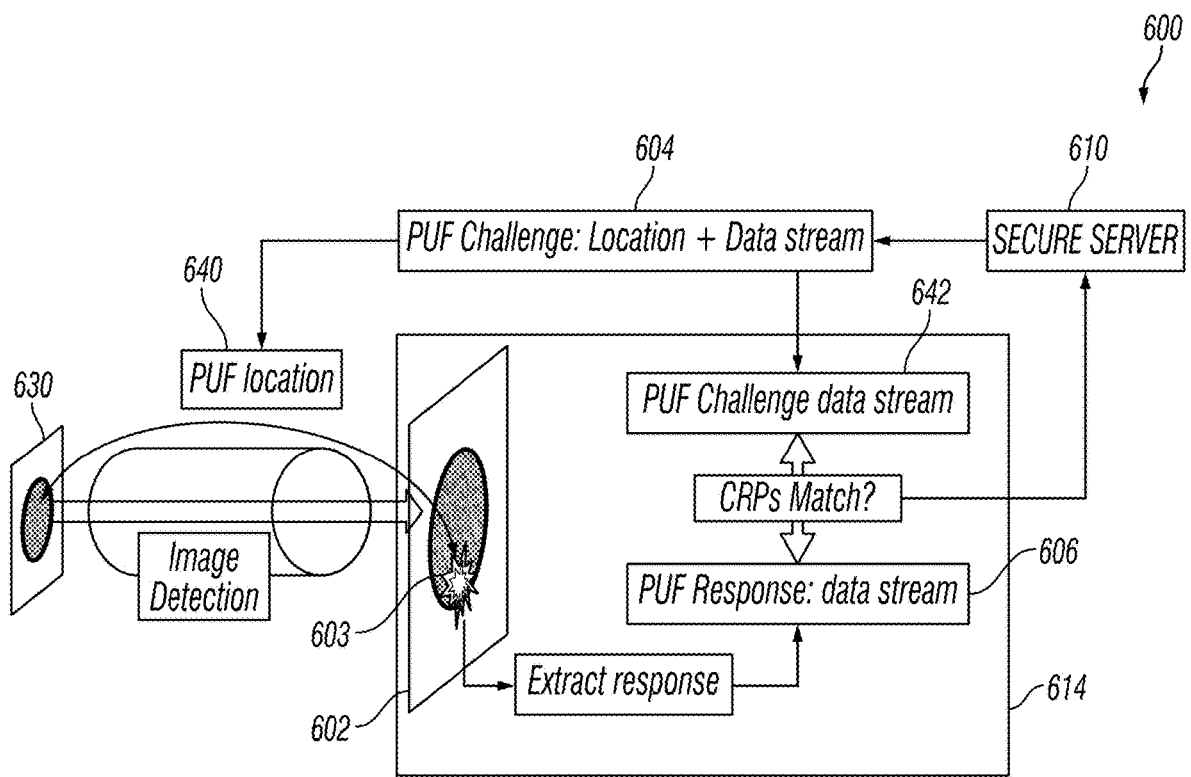 600
604
610
PUF Challenge: Location + Data stream
SECURE SERVER
640
642
PUF location
PUF Challenge data stream
630
CRPs Match?
Image
Detection
606
PUF Response: data stream
603
Extract response
614
602